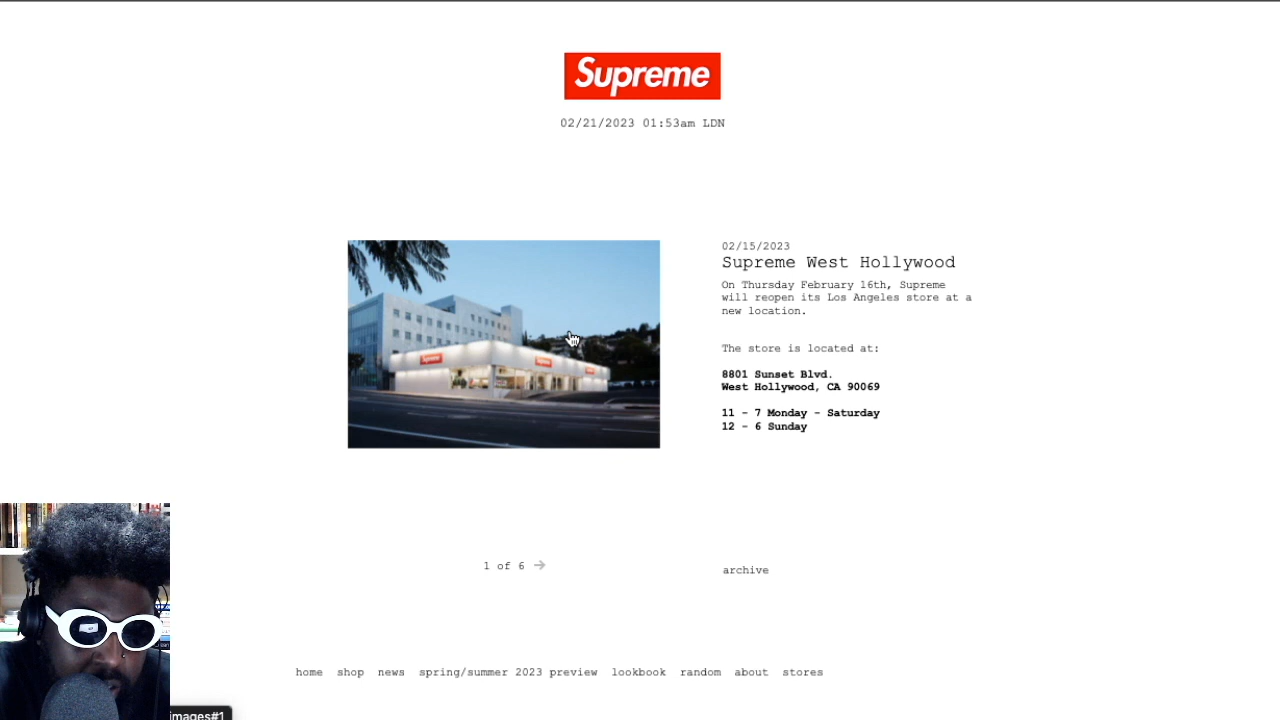 Supreme
02/21/2023 01:53am LDN
02/15/2023
Supreme West Hollywood
On Thursday February 16th, Supreme
will reopen its Los Angeles store at a
new location.
The store is located at:
8801 Sunset Blvd.
West Hollywood, CA 90069
11 - 7 Monday - Saturday
12 - 6 Sunday
Supreme
Supreme
Supreme
1 of 6
archive
home shop news spring/summer 2023 preview lookbook random about stores
images#1